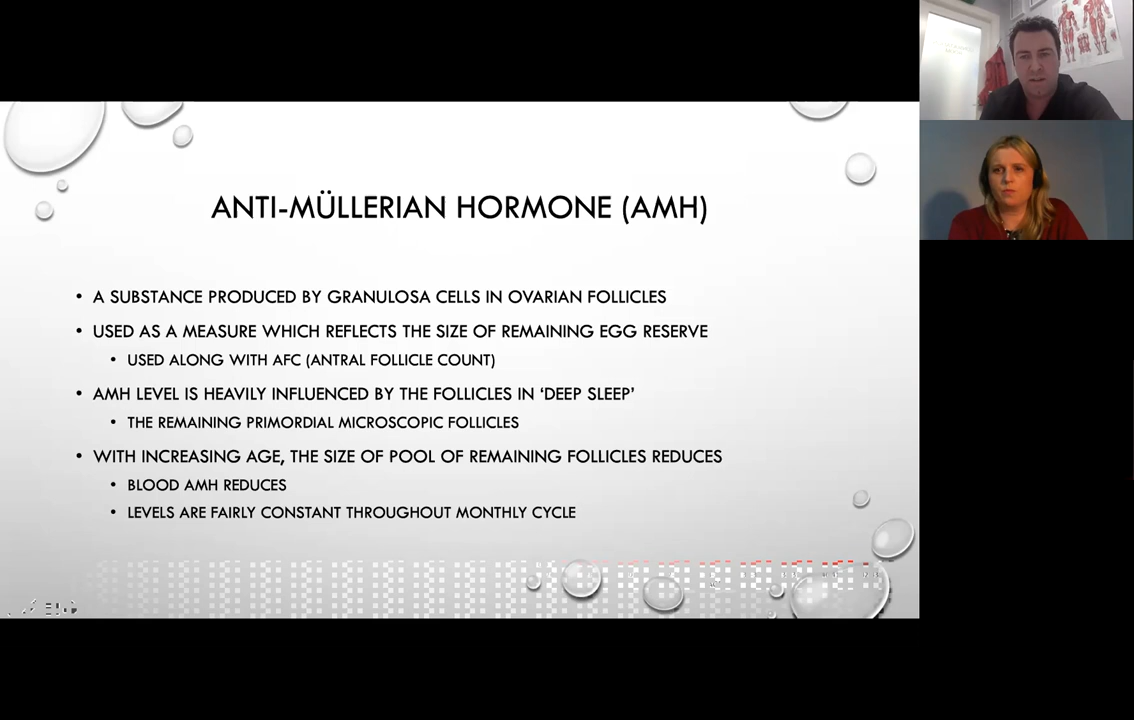 ANTI-MÜLLERIAN HORMONE (AMH)
• A SUBSTANCE PRODUCED BY GRANULOSA CELLS IN OVARIAN FOLLICLES
• USED AS A MEASURE WHICH REFLECTS THE SIZE OF REMAINING EGG RESERVE
• USED ALONG WITH AFC (ANTRAL FOLLICLE COUNT)
• AMH LEVEL IS HEAVILY INFLUENCED BY THE FOLLICLES IN ‘DEEP SLEEP’
• THE REMAINING PRIMORDIAL MICROSCOPIC FOLLICLES
• WITH INCREASING AGE, THE SIZE OF POOL OF REMAINING FOLLICLES REDUCES
• BLOOD AMH REDUCES
• LEVELS ARE FAIRLY CONSTANT THROUGHOUT MONTHLY CYCLE